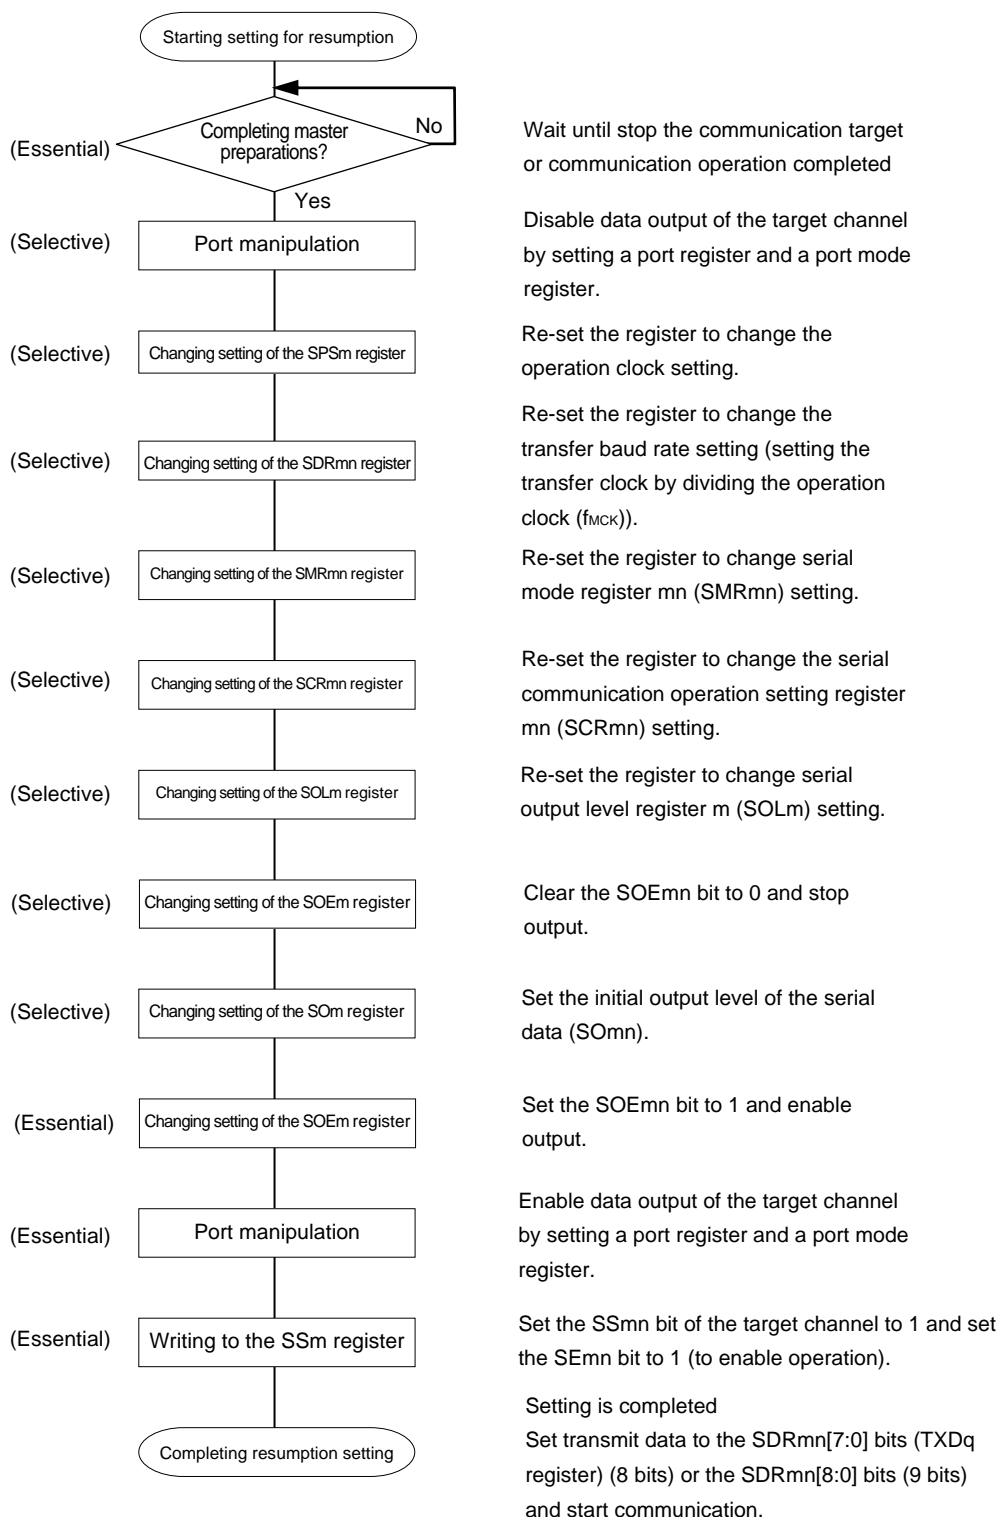 Starting setting for resumption
(Essential)
Completing master
preparations?
No
Yes
Wait until stop the communication target
or communication operation completed
(Selective)
Port manipulation
Disable data output of the target channel
by setting a port register and a port mode
register.
(Selective)
Changing setting of the SPSm register
Re-set the register to change the
operation clock setting.
(Selective)
Changing setting of the SDRmn register
Re-set the register to change the
transfer baud rate setting (setting the
transfer clock by dividing the operation
clock (fMCK)).
(Selective)
Changing setting of the SMRmn register
Re-set the register to change serial
mode register mn (SMRmn) setting.
(Selective)
Changing setting of the SCRmn register
Re-set the register to change the serial
communication operation setting register
mn (SCRmn) setting.
(Selective)
Changing setting of the SOLm register
Re-set the register to change serial
output level register m (SOLm) setting.
(Selective)
Changing setting of the SOEm register
Clear the SOEmn bit to 0 and stop
output.
(Selective)
Changing setting of the SOm register
Set the initial output level of the serial
data (SOmn).
(Essential)
Changing setting of the SOEm register
Set the SOEmn bit to 1 and enable
output.
(Essential)
Port manipulation
Enable data output of the target channel
by setting a port register and a port mode
register.
(Essential)
Writing to the SSm register
Set the SSmn bit of the target channel to 1 and set
the SEmn bit to 1 (to enable operation).
Completing resumption setting
Setting is completed
Set transmit data to the SDRmn[7:0] bits (TXDq
register) (8 bits) or the SDRmn[8:0] bits (9 bits)
and start communication.